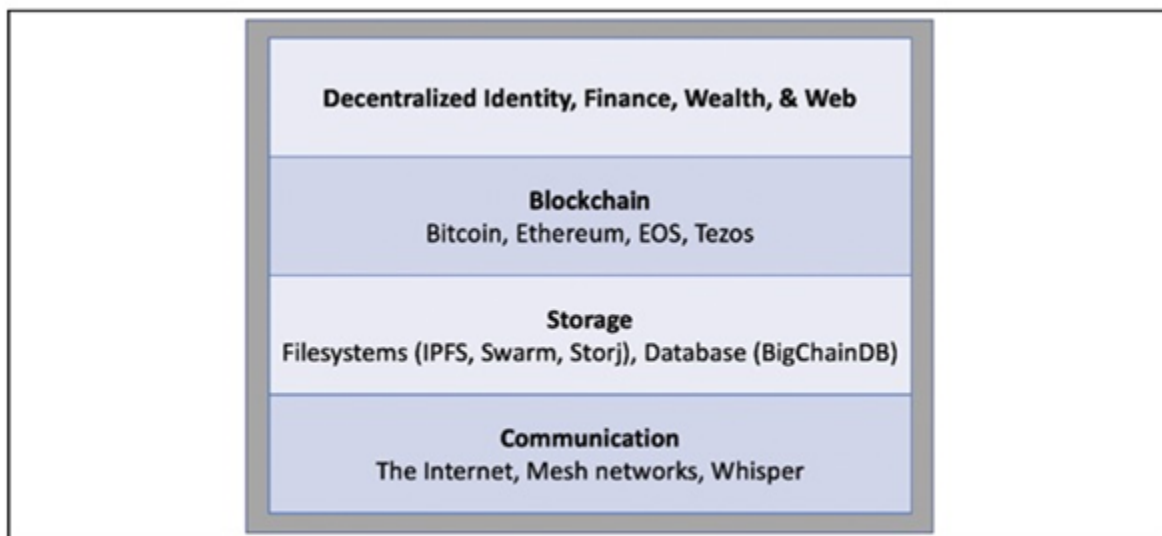 Decentralized Identity, Finance, Wealth, & Web
Blockchain
Bitcoin, Ethereum, EOS, Tezos
Storage
Filesystems (IPFS, Swarm, Storj), Database (BigChainDB)
Communication
The Internet, Mesh networks, Whisper